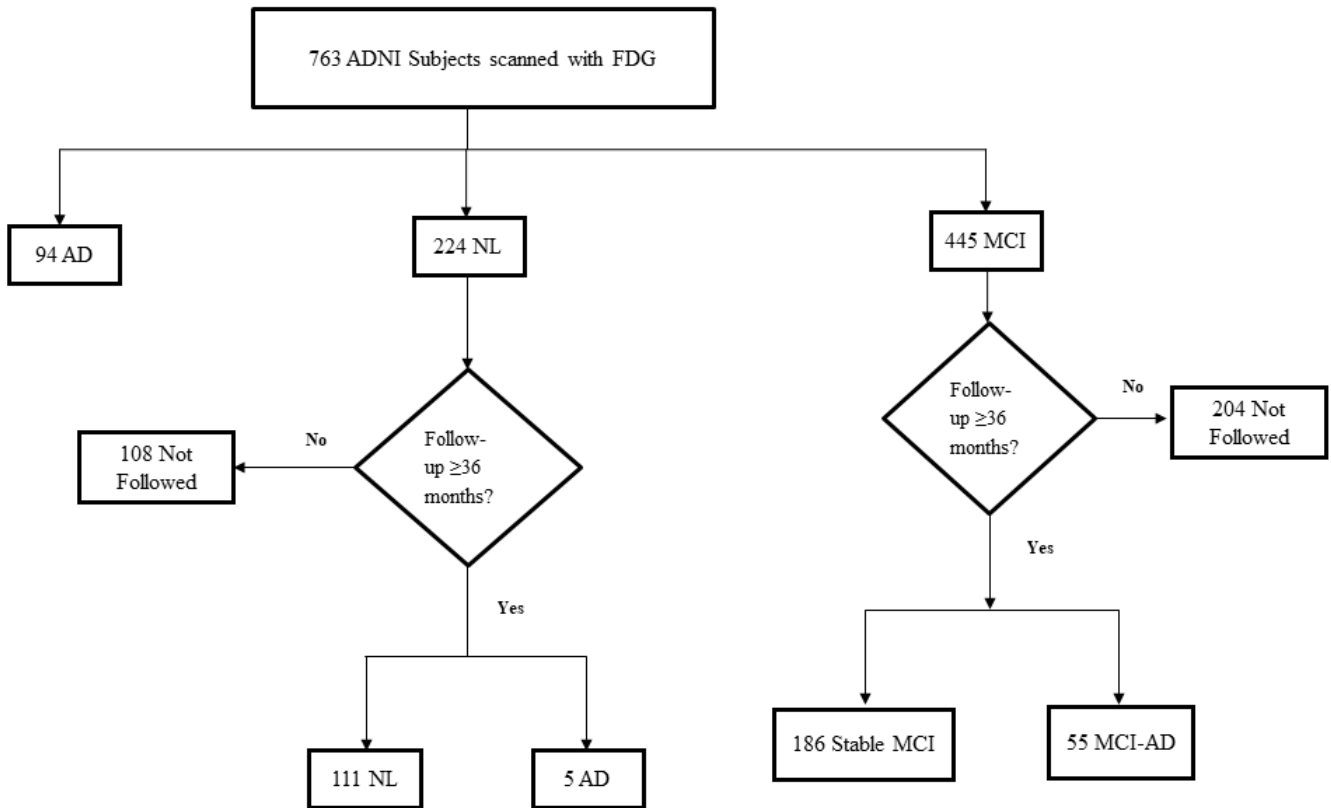 763 ADNI Subjects scanned with FDG
94 AD
224 NL
445 MCI
Follow-
up ≥36
months?
No
204 Not
Followed
Yes
108 Not
Followed
No
Follow-
up ≥36
months?
Yes
186 Stable MCI
55 MCI-AD
111 NL
5 AD